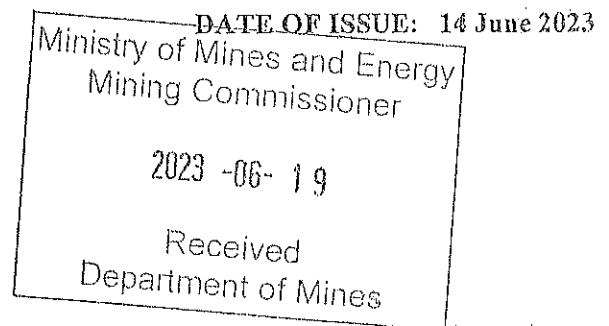 DATE OF ISSUE: 14 June 2023
Ministry of Mines and Energy
Mining Commissioner
2023 -06- 19
Received
Department of Mines